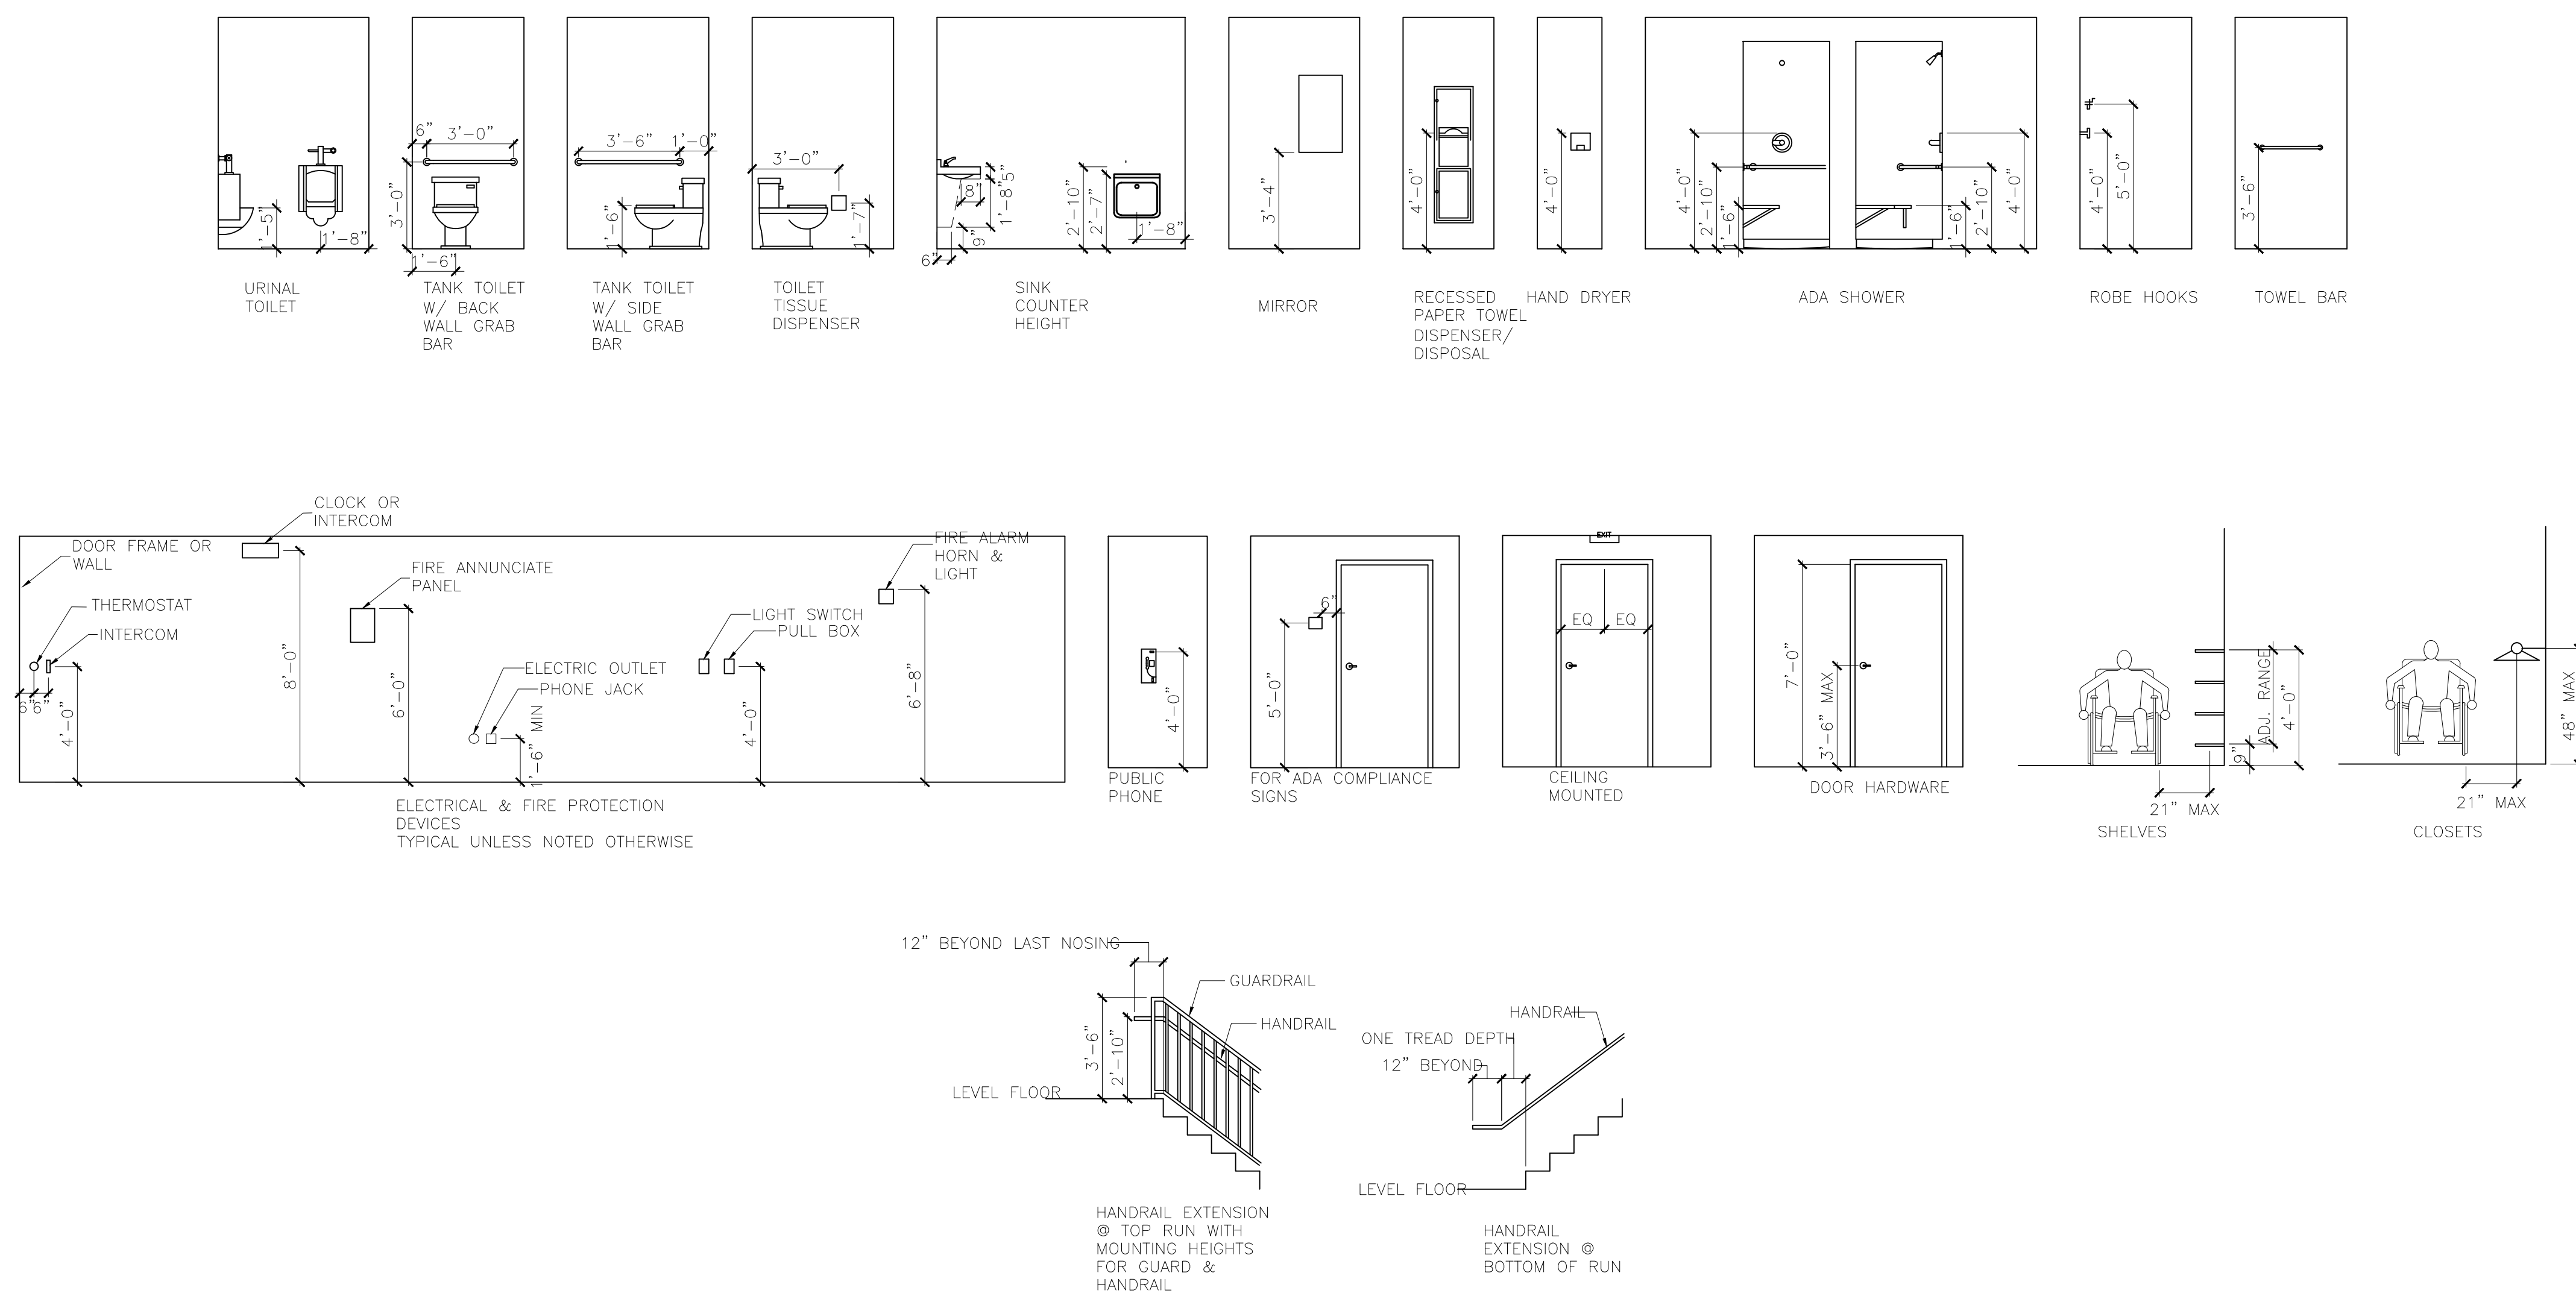 6" 3'-0"
3'-0"
1'-5"
1'-8"
1'-6"
URINAL
TOILET
TANK TOILET
W/ BACK
WALL GRAB
BAR
3'-6" 1'-0"
1'-6"
TANK TOILET
W/ SIDE
WALL GRAB
BAR
3'-0"
1'-7"
TOILET
TISSUE
DISPENSER
5"
8"
1'-8"
9"
6"
2'-10"
2'-7"
1'-8"
SINK
COUNTER
HEIGHT
3'-4"
MIRROR
4'-0"
RECESSED
PAPER TOWEL
DISPENSER/
DISPOSAL
4'-0"
HAND DRYER
4'-0"
2'-10"
1'-6"
1'-6"
2'-10"
4'-0"
ADA SHOWER
4'-0"
5'-0"
ROBE HOOKS
3'-6"
TOWEL BAR
CLOCK OR
INTERCOM
DOOR FRAME OR
WALL
THERMOSTAT
INTERCOM
6" 6"
4'-0"
8'-0"
FIRE ANNUNCIATE
PANEL
6'-0"
ELECTRIC OUTLET
PHONE JACK
1'-6" MIN
LIGHT SWITCH
PULL BOX
4'-0"
FIRE ALARM
HORN &
LIGHT
6'-8"
ELECTRICAL & FIRE PROTECTION
DEVICES
TYPICAL UNLESS NOTED OTHERWISE
4'-0"
PUBLIC
PHONE
6"
5'-0"
FOR ADA COMPLIANCE
SIGNS
EXIT
EQ EQ
CEILING
MOUNTED
7'-0"
3'-6" MAX
DOOR HARDWARE
ADJ. RANGE
4'-0"
9"
21" MAX
SHELVES
48" MAX
21" MAX
CLOSETS
12" BEYOND LAST NOSING
GUARDRAIL
HANDRAIL
3'-6"
2'-10"
LEVEL FLOOR
HANDRAIL EXTENSION
@ TOP RUN WITH
MOUNTING HEIGHTS
FOR GUARD &
HANDRAIL
HANDRAIL
ONE TREAD DEPTH
12" BEYOND
LEVEL FLOOR
HANDRAIL
EXTENSION @
BOTTOM OF RUN